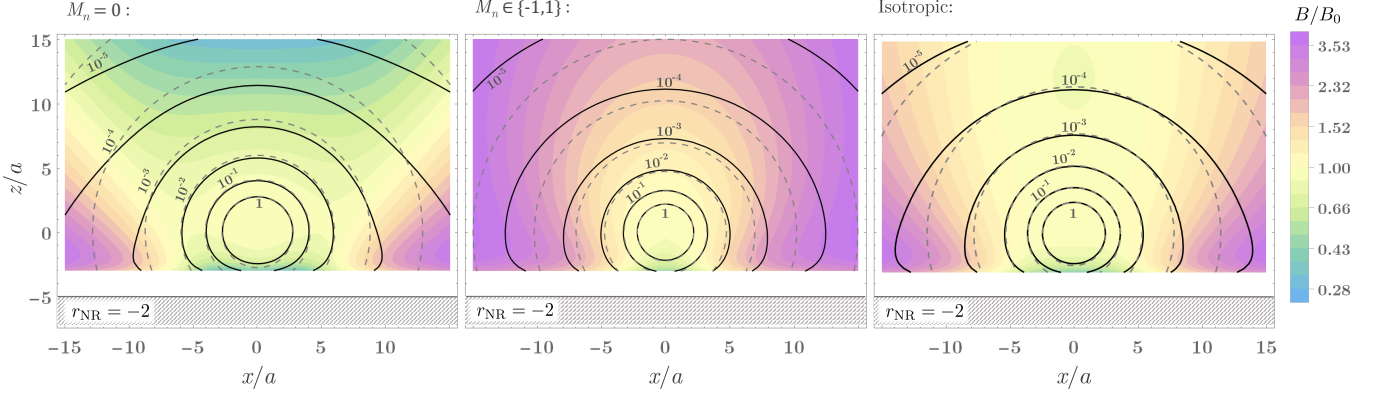 M_n = 0 :
M_n ∈ {-1,1} :
Isotropic:
B/B_0
15
10
5
0
−5
z/a
10^-5
10^-4
10^-3
10^-2
10^-1
1
r_NR = −2
10^-5
10^-4
10^-3
10^-2
10^-1
1
r_NR = −2
10^-5
10^-4
10^-3
10^-2
10^-1
1
r_NR = −2
3.53
2.32
1.52
1.00
0.66
0.43
0.28
−15 −10 −5 0 5 10
−10 −5 0 5 10
−10 −5 0 5 10 15
x/a
x/a
x/a